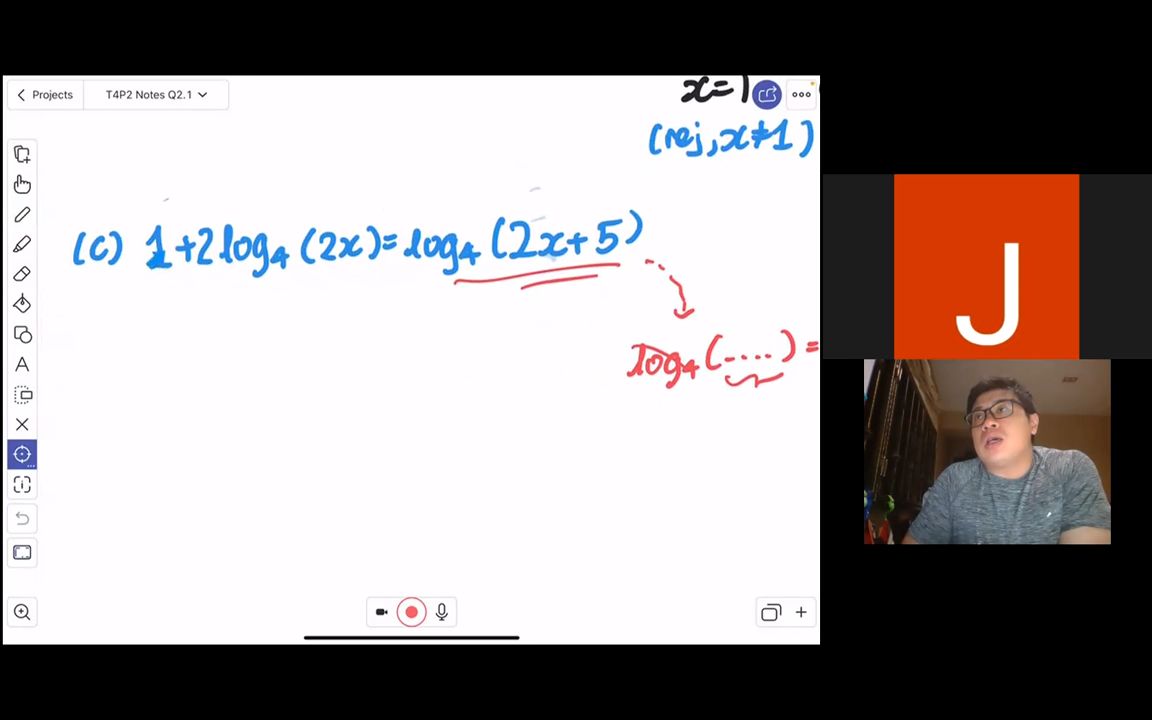 Projects
T4P2 Notes Q2.1
x=1
(rej, x≠1)
(c) 1+2log₄(2x)=log₄(2x+5)
log₄(....)=
A
J